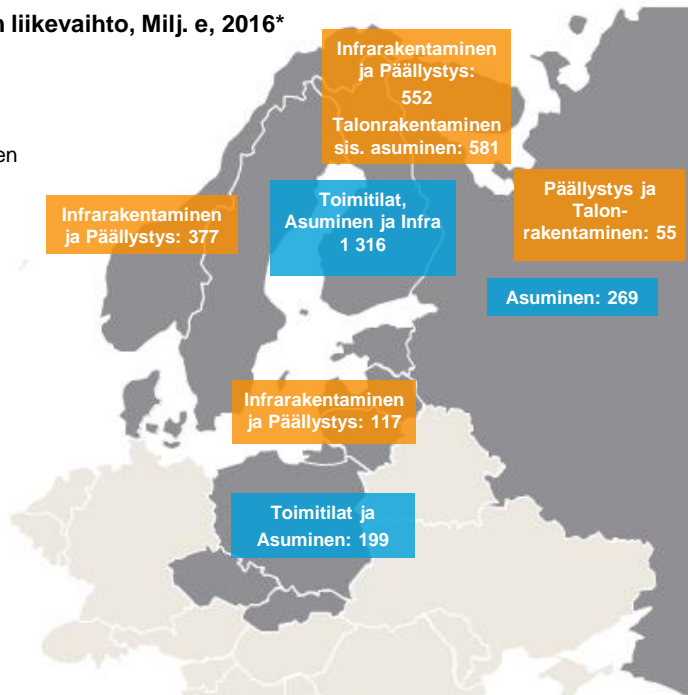 liikevaihto, Milj. e, 2016*
Infrarakentaminen
ja Päällystys:
552
Talonrakentaminen
sis. asuminen: 581
en
Toimitilat,
Asuminen ja Infra
1 316
Päällystys ja
Talon-
rakentaminen: 55
Infrarakentaminen
ja Päällystys: 377
Asuminen: 269
Infrarakentaminen
ja Päällystys: 117
Toimitilat ja
Asuminen: 199